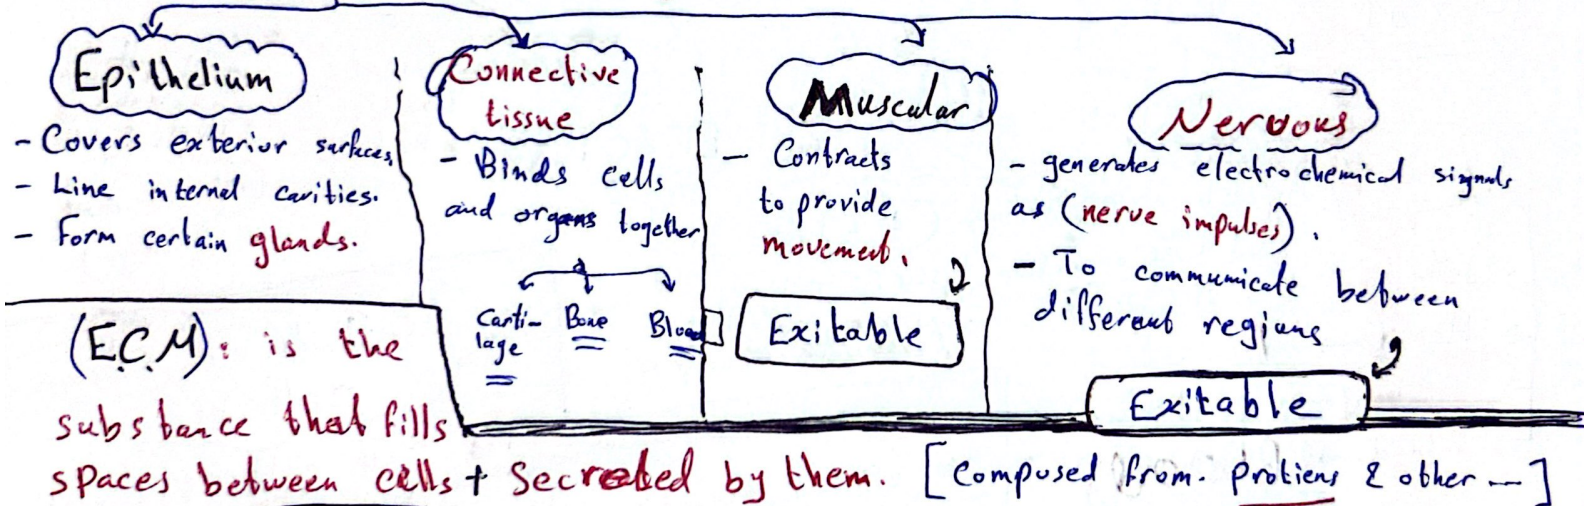 Epithelium
- Covers exterior surfaces
- Line internal cavities.
- Form certain glands.
Connective
tissue
- Binds cells
and organs together
Carti-
lage
Bone
Blood
Muscular
- Contracts
to provide
movement.
Exitable
Nervous
- generates electrochemical signals
as (nerve impulses).
- To communicate between
different regions
Exitable
(E.C.M): is the
substance that fills
spaces between cells + Secreted by them. [Composed from. Protiens & other ...]